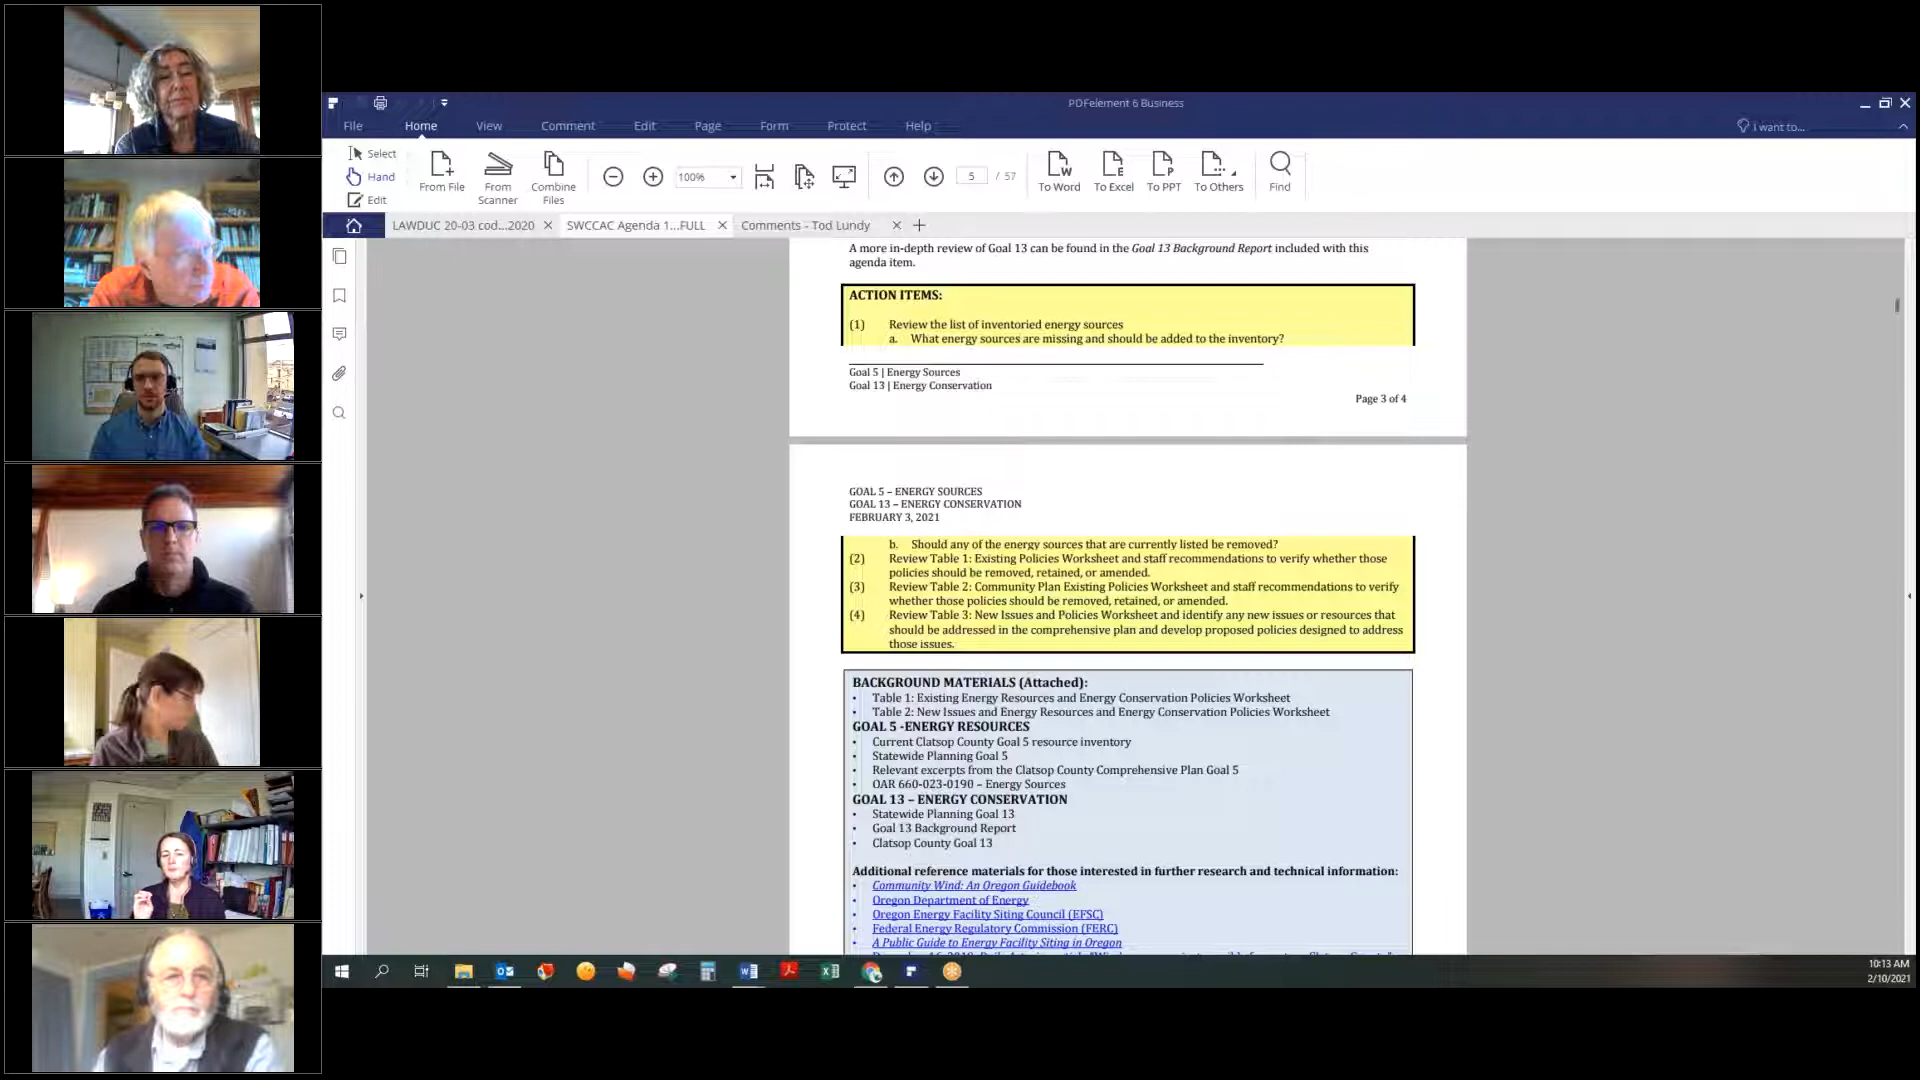 PDFelement 6 Business
File Home View Comment Edit Page Form Protect Help I want to...
Select
Hand
Edit
From File
From Scanner
Combine Files
100%
5 / 57
To Word
To Excel
To PPT
To Others
Find
LAWDUC 20-03 cod...2020
SWCCAC Agenda 1...FULL
Comments - Tod Lundy
A more in-depth review of Goal 13 can be found in the Goal 13 Background Report included with this
agenda item.
ACTION ITEMS:
(1) Review the list of inventoried energy sources
a. What energy sources are missing and should be added to the inventory?
Goal 5 | Energy Sources
Goal 13 | Energy Conservation
Page 3 of 4
GOAL 5 – ENERGY SOURCES
GOAL 13 – ENERGY CONSERVATION
FEBRUARY 3, 2021
b. Should any of the energy sources that are currently listed be removed?
(2) Review Table 1: Existing Policies Worksheet and staff recommendations to verify whether those
policies should be removed, retained, or amended.
(3) Review Table 2: Community Plan Existing Policies Worksheet and staff recommendations to verify
whether those policies should be removed, retained, or amended.
(4) Review Table 3: New Issues and Policies Worksheet and identify any new issues or resources that
should be addressed in the comprehensive plan and develop proposed policies designed to address
those issues.
BACKGROUND MATERIALS (Attached):
• Table 1: Existing Energy Resources and Energy Conservation Policies Worksheet
• Table 2: New Issues and Energy Resources and Energy Conservation Policies Worksheet
GOAL 5 -ENERGY RESOURCES
• Current Clatsop County Goal 5 resource inventory
• Statewide Planning Goal 5
• Relevant excerpts from the Clatsop County Comprehensive Plan Goal 5
• OAR 660-023-0190 – Energy Sources
GOAL 13 – ENERGY CONSERVATION
• Statewide Planning Goal 13
• Goal 13 Background Report
• Clatsop County Goal 13
Additional reference materials for those interested in further research and technical information:
• Community Wind: An Oregon Guidebook
• Oregon Department of Energy
• Oregon Energy Facility Siting Council (EFSC)
• Federal Energy Regulatory Commission (FERC)
• A Public Guide to Energy Facility Siting in Oregon
10:13 AM
2/10/2021